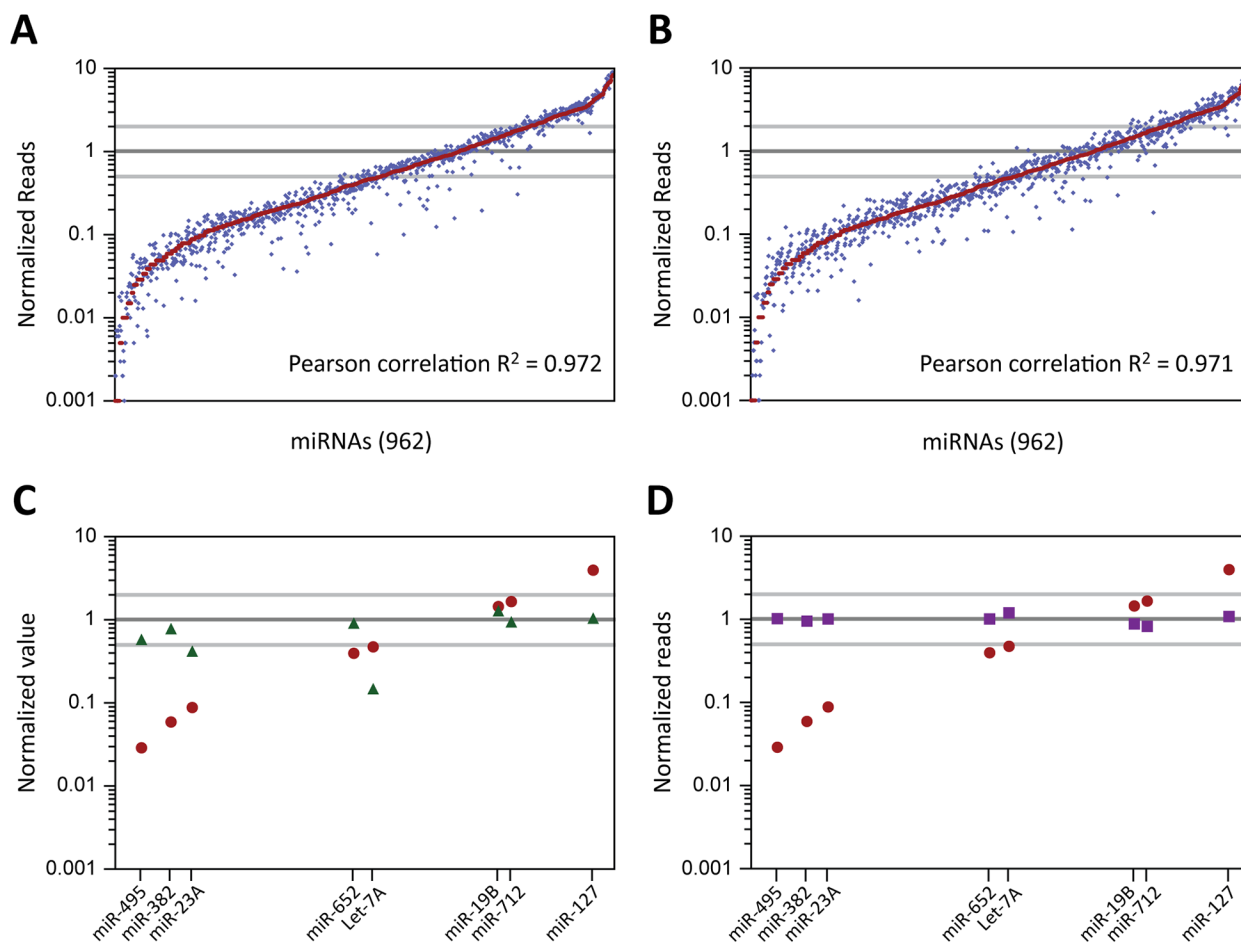 A
B
Normalized Reads
10
1
0.1
0.01
0.001
Pearson correlation R² = 0.972
miRNAs (962)
Normalized Reads
10
1
0.1
0.01
0.001
Pearson correlation R² = 0.971
miRNAs (962)
C
D
Normalized value
10
1
0.1
0.01
0.001
miR-495
miR-382
miR-23A
miR-652
Let-7A
miR-19B
miR-712
miR-127
Normalized reads
10
1
0.1
0.01
0.001
miR-495
miR-382
miR-23A
miR-652
Let-7A
miR-19B
miR-712
miR-127